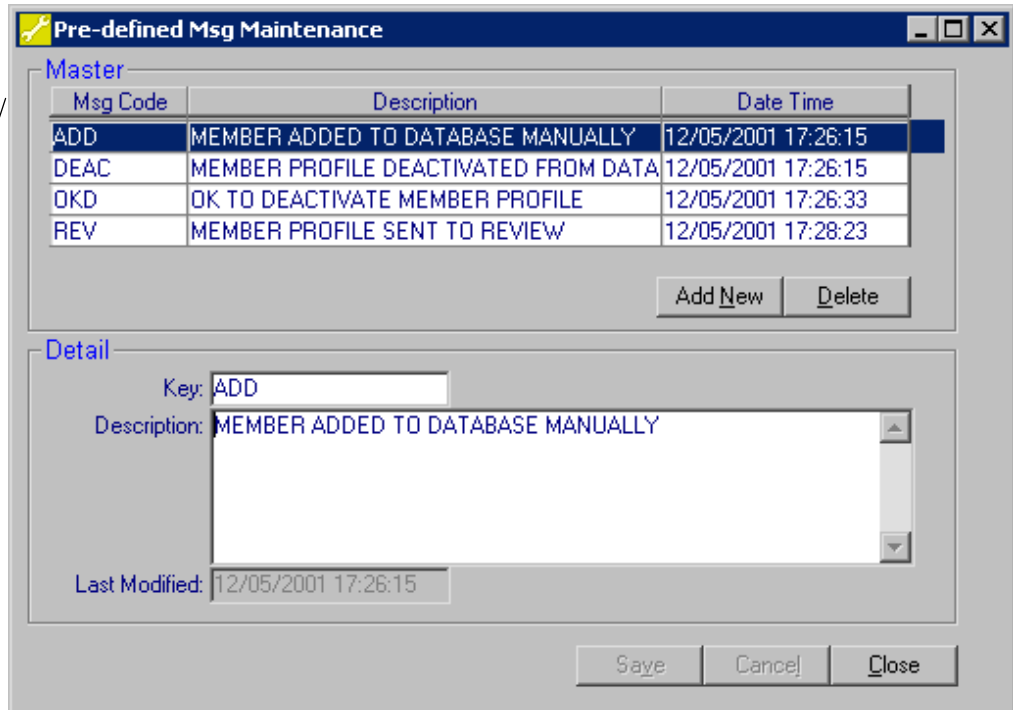 Pre-defined Msg Maintenance
Master
Msg Code Description Date Time
ADD MEMBER ADDED TO DATABASE MANUALLY 12/05/2001 17:26:15
DEAC MEMBER PROFILE DEACTIVATED FROM DATA 12/05/2001 17:26:15
OKD OK TO DEACTIVATE MEMBER PROFILE 12/05/2001 17:26:33
REV MEMBER PROFILE SENT TO REVIEW 12/05/2001 17:28:23
Add New Delete
Detail
Key: ADD
Description: MEMBER ADDED TO DATABASE MANUALLY
Last Modified: 12/05/2001 17:26:15
Save Cancel Close